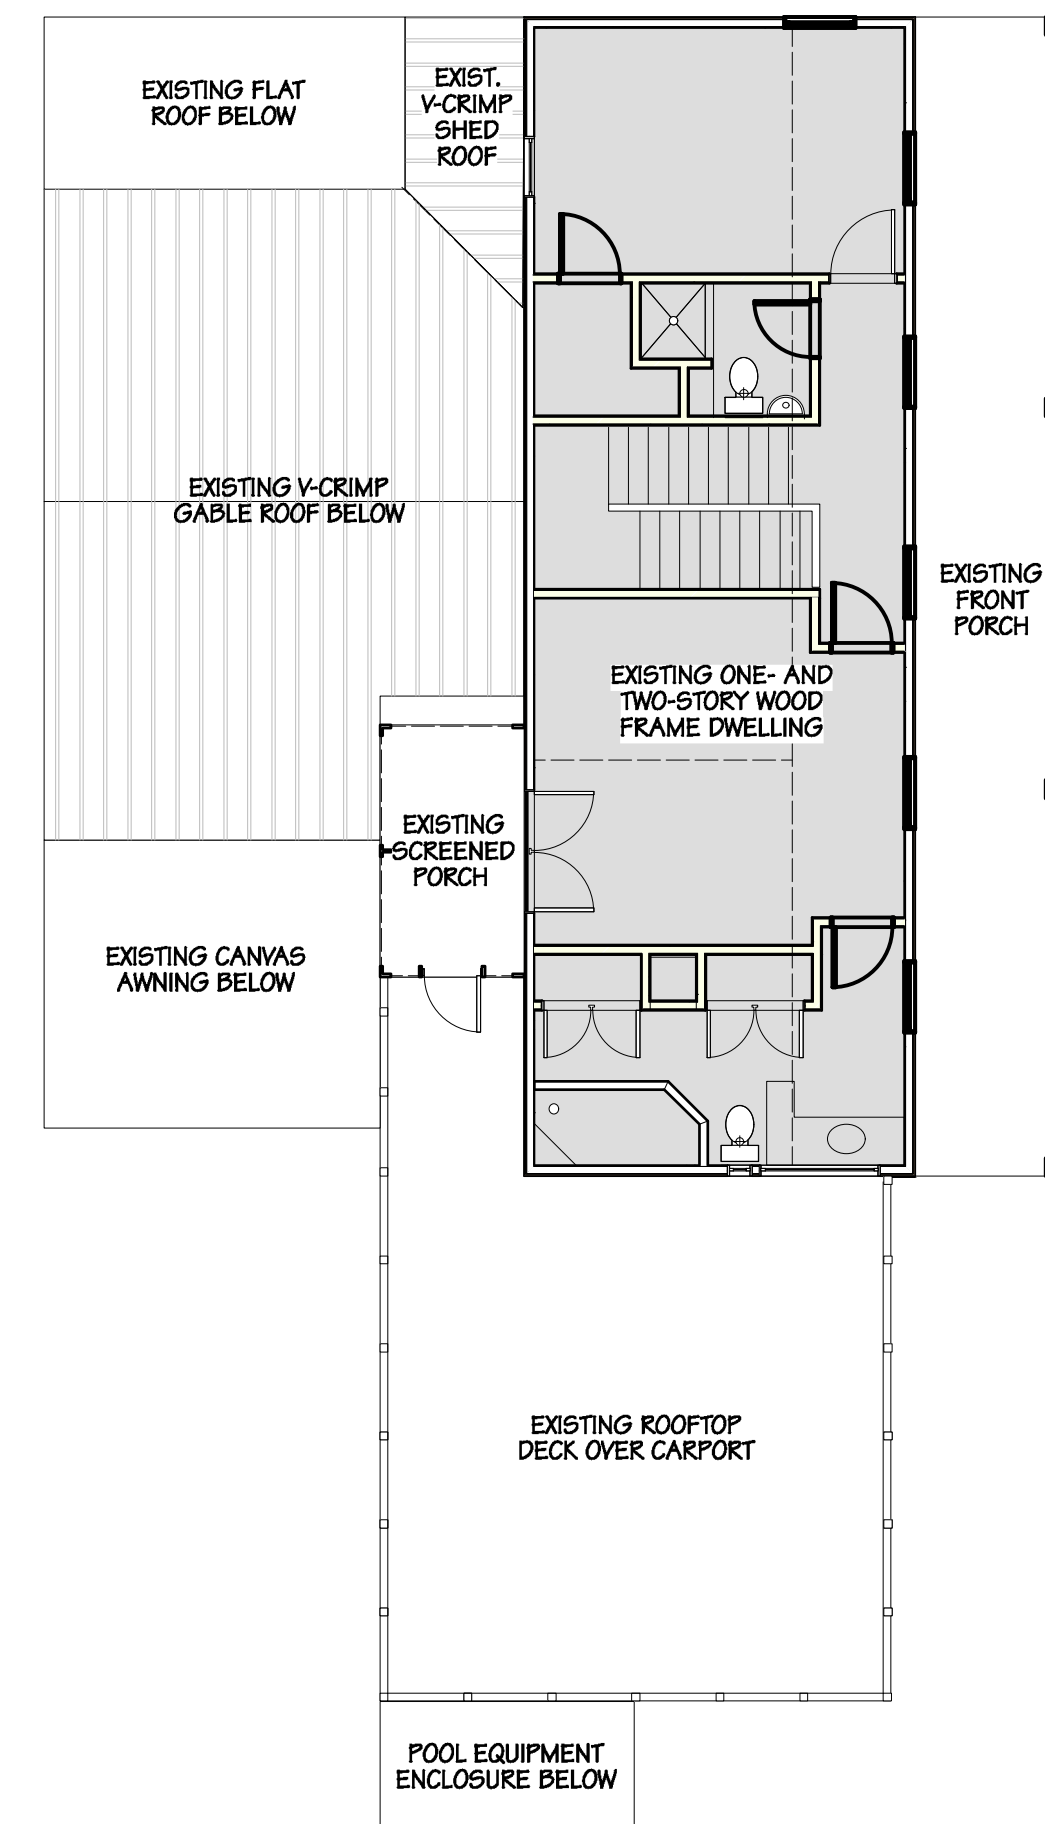 EXISTING FLAT
ROOF BELOW
EXIST.
V-CRIMP
SHED
ROOF
EXISTING V-CRIMP
GABLE ROOF BELOW
EXISTING
FRONT
PORCH
EXISTING ONE- AND
TWO-STORY WOOD
FRAME DWELLING
EXISTING
SCREENED
PORCH
EXISTING CANVAS
AWNING BELOW
EXISTING ROOFTOP
DECK OVER CARPORT
POOL EQUIPMENT
ENCLOSURE BELOW